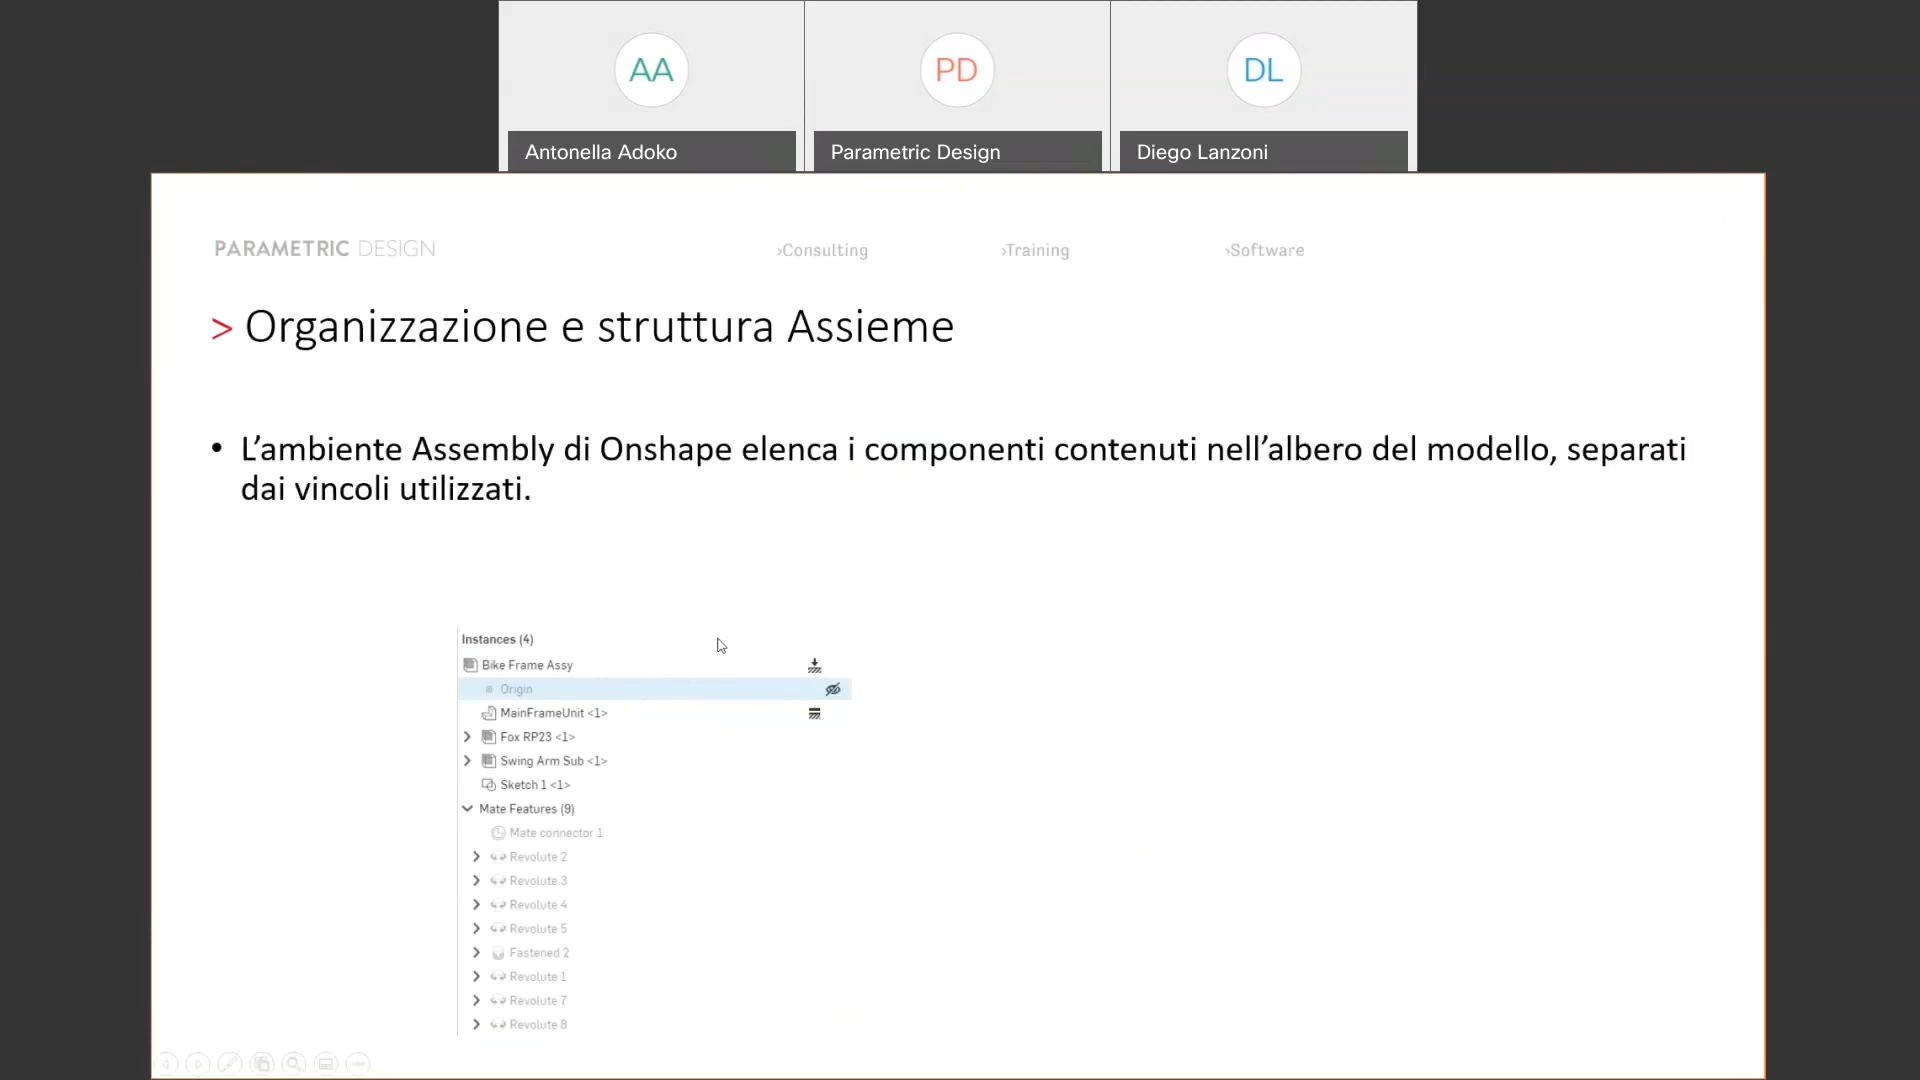 AA
PD
DL
Antonella Adoko
Parametric Design
Diego Lanzoni
PARAMETRIC DESIGN
›Consulting
›Training
›Software
> Organizzazione e struttura Assieme
• L’ambiente Assembly di Onshape elenca i componenti contenuti nell’albero del modello, separati
dai vincoli utilizzati.
Instances (4)
Bike Frame Assy
Origin
MainFrameUnit <1>
Fox RP23 <1>
Swing Arm Sub <1>
Sketch 1 <1>
Mate Features (9)
Mate connector 1
Revolute 2
Revolute 3
Revolute 4
Revolute 5
Fastened 2
Revolute 1
Revolute 7
Revolute 8